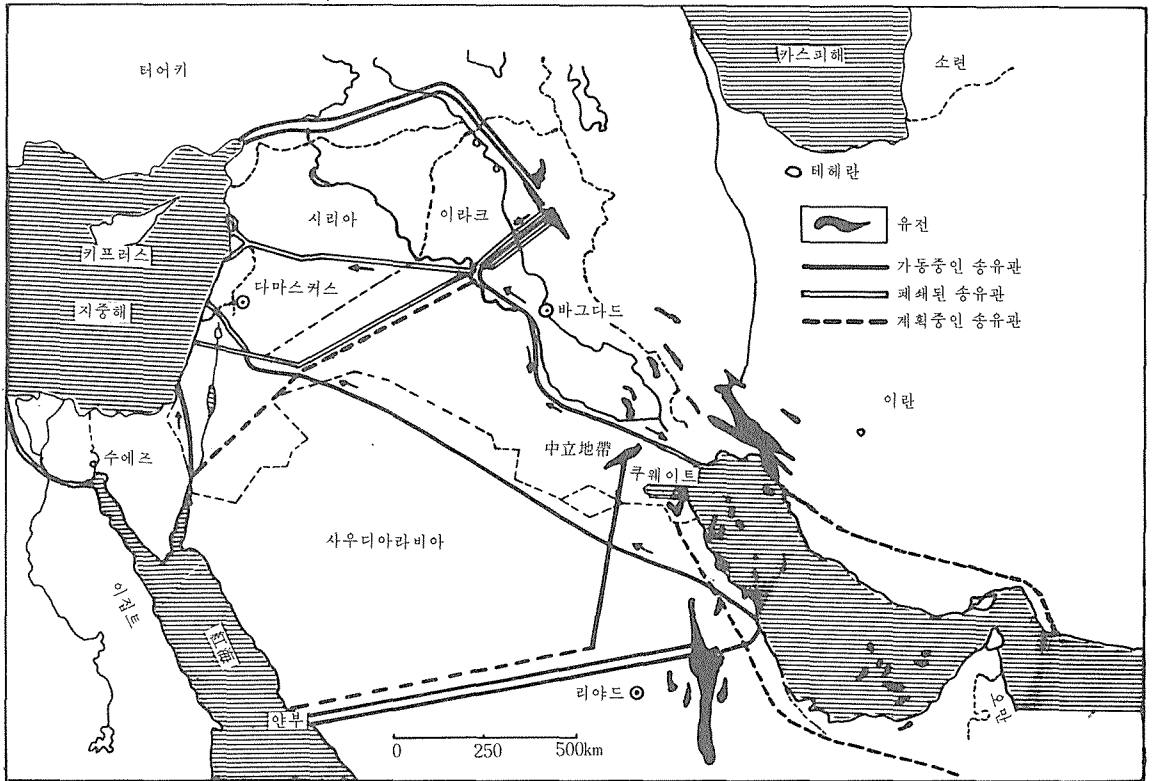 터어키
카스피해
소련
테헤란
시리아
이라크
유전
키프러스
가동중인 송유관
다마스커스
폐쇄된 송유관
지중해
바그다드
계획중인 송유관
이란
수에즈
中立地帶
쿠웨이트
사우디아라비아
이집트
紅海
리야드
얀부
오만
0 250 500km